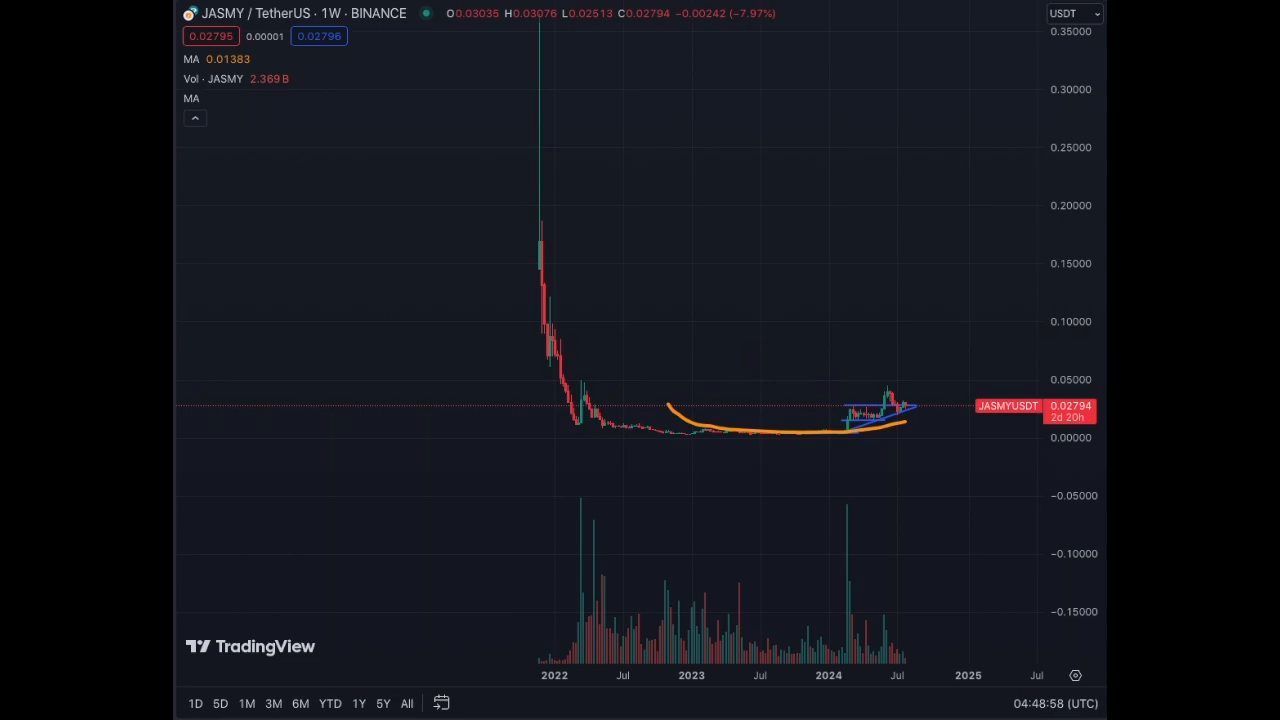 JASMY / TetherUS · 1W · BINANCE O0.03035 H0.03076 L0.02513 C0.02794 −0.00242 (−7.97%) USDT
0.02795 0.00001 0.02796
MA 0.01383
Vol · JASMY 2.369 B
MA
0.35000
0.30000
0.25000
0.20000
0.15000
0.10000
0.05000
JASMYUSDT 0.02794
2d 20h
0.00000
−0.05000
−0.10000
−0.15000
TradingView
2022 Jul 2023 Jul 2024 Jul 2025 Jul
1D 5D 1M 3M 6M YTD 1Y 5Y All 04:48:58 (UTC)